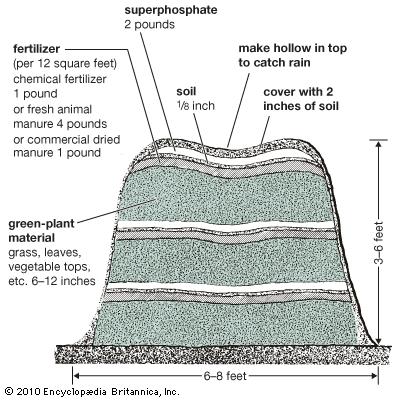 superphosphate
2 pounds
fertilizer
(per 12 square feet)
chemical fertilizer
1 pound
or fresh animal
manure 4 pounds
or commercial dried
manure 1 pound
soil
1/8 inch
make hollow in top
to catch rain
cover with 2
inches of soil
green-plant
material
grass, leaves,
vegetable tops,
etc. 6–12 inches
3–6 feet
6–8 feet
© 2010 Encyclopædia Britannica, Inc.